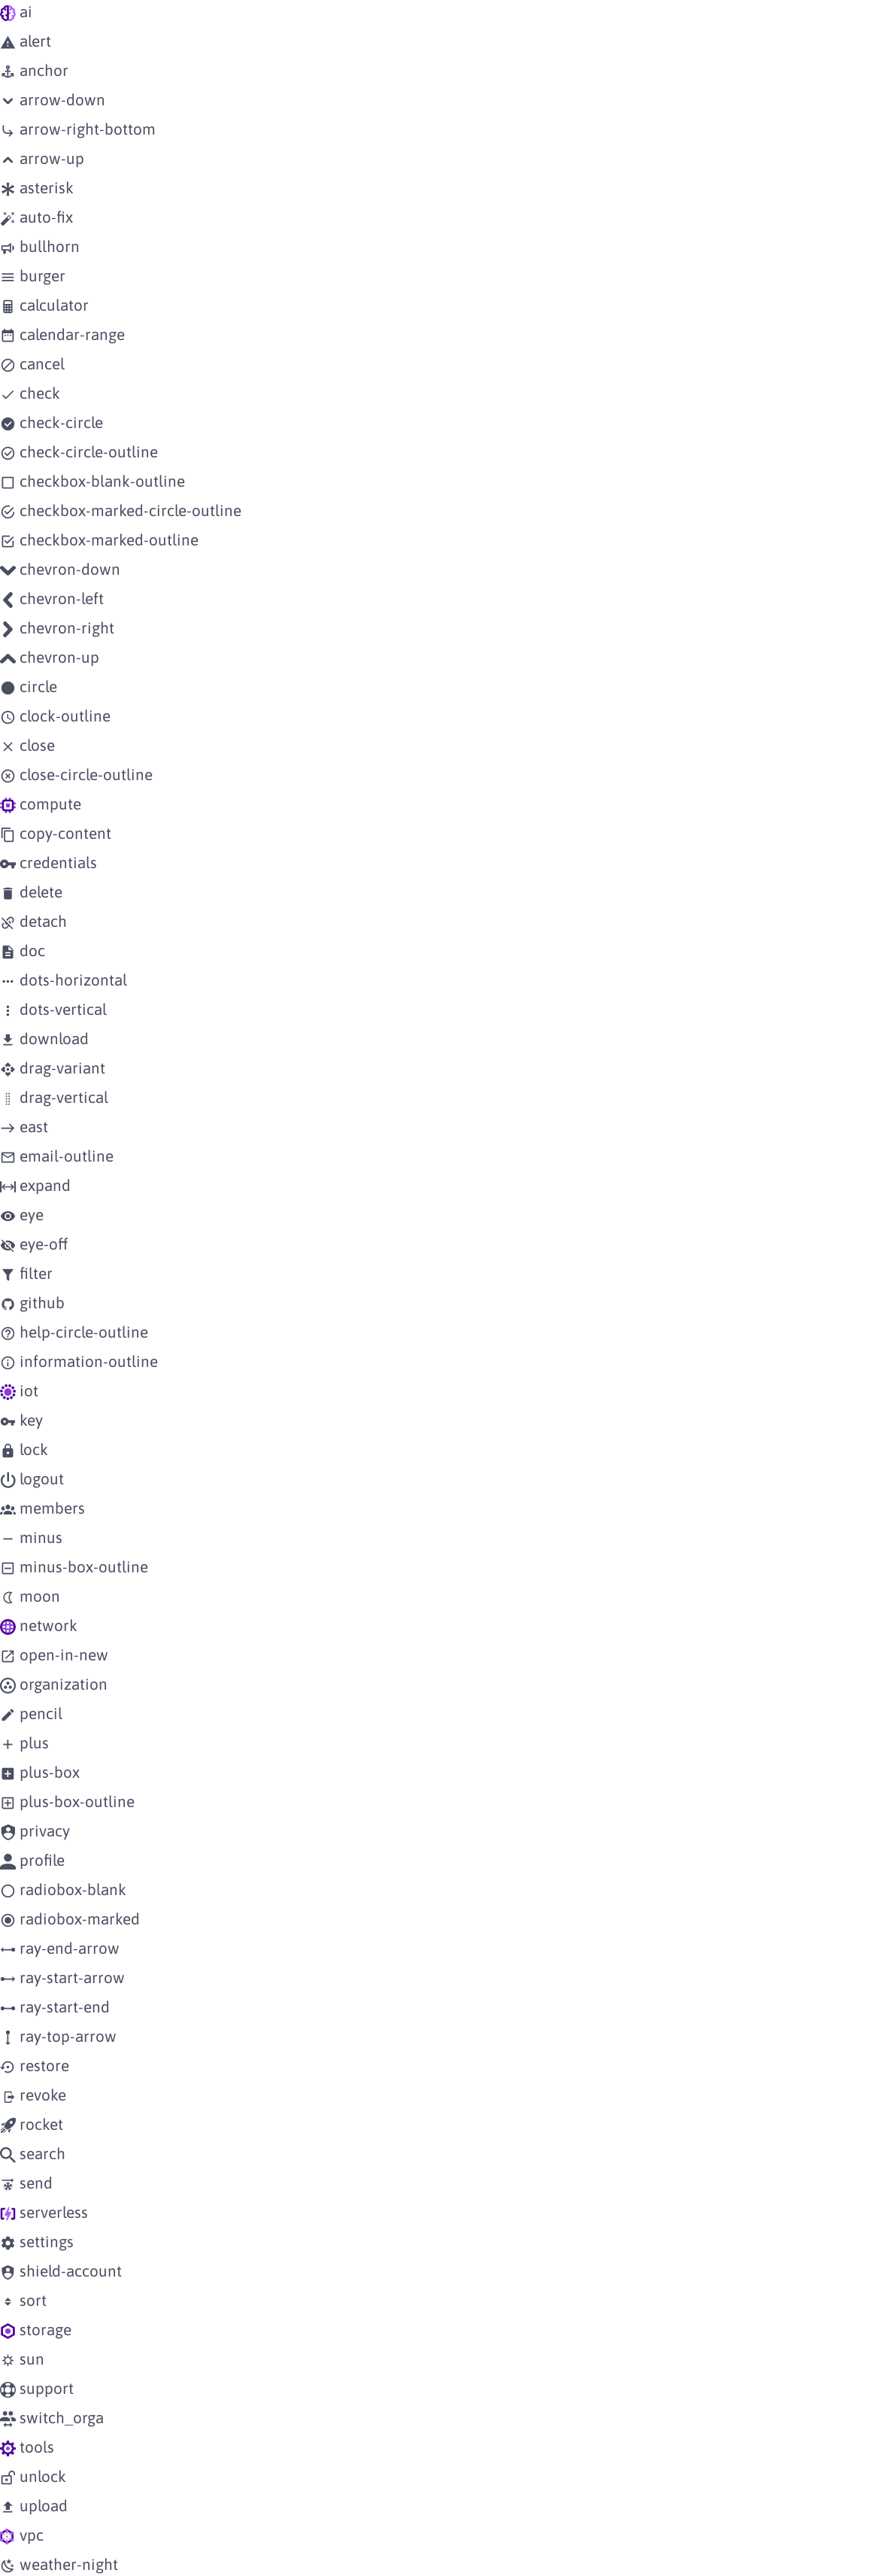 ai
alert
anchor
arrow-down
arrow-right-bottom
arrow-up
asterisk
auto-fix
bullhorn
burger
calculator
calendar-range
cancel
check
check-circle
check-circle-outline
checkbox-blank-outline
checkbox-marked-circle-outline
checkbox-marked-outline
chevron-down
chevron-left
chevron-right
chevron-up
circle
clock-outline
close
close-circle-outline
compute
copy-content
credentials
delete
detach
doc
dots-horizontal
dots-vertical
download
drag-variant
drag-vertical
east
email-outline
expand
eye
eye-off
filter
github
help-circle-outline
information-outline
iot
key
lock
logout
members
minus
minus-box-outline
moon
network
open-in-new
organization
pencil
plus
plus-box
plus-box-outline
privacy
profile
radiobox-blank
radiobox-marked
ray-end-arrow
ray-start-arrow
ray-start-end
ray-top-arrow
restore
revoke
rocket
search
send
serverless
settings
shield-account
sort
storage
sun
support
switch_orga
tools
unlock
upload
vpc
weather-night